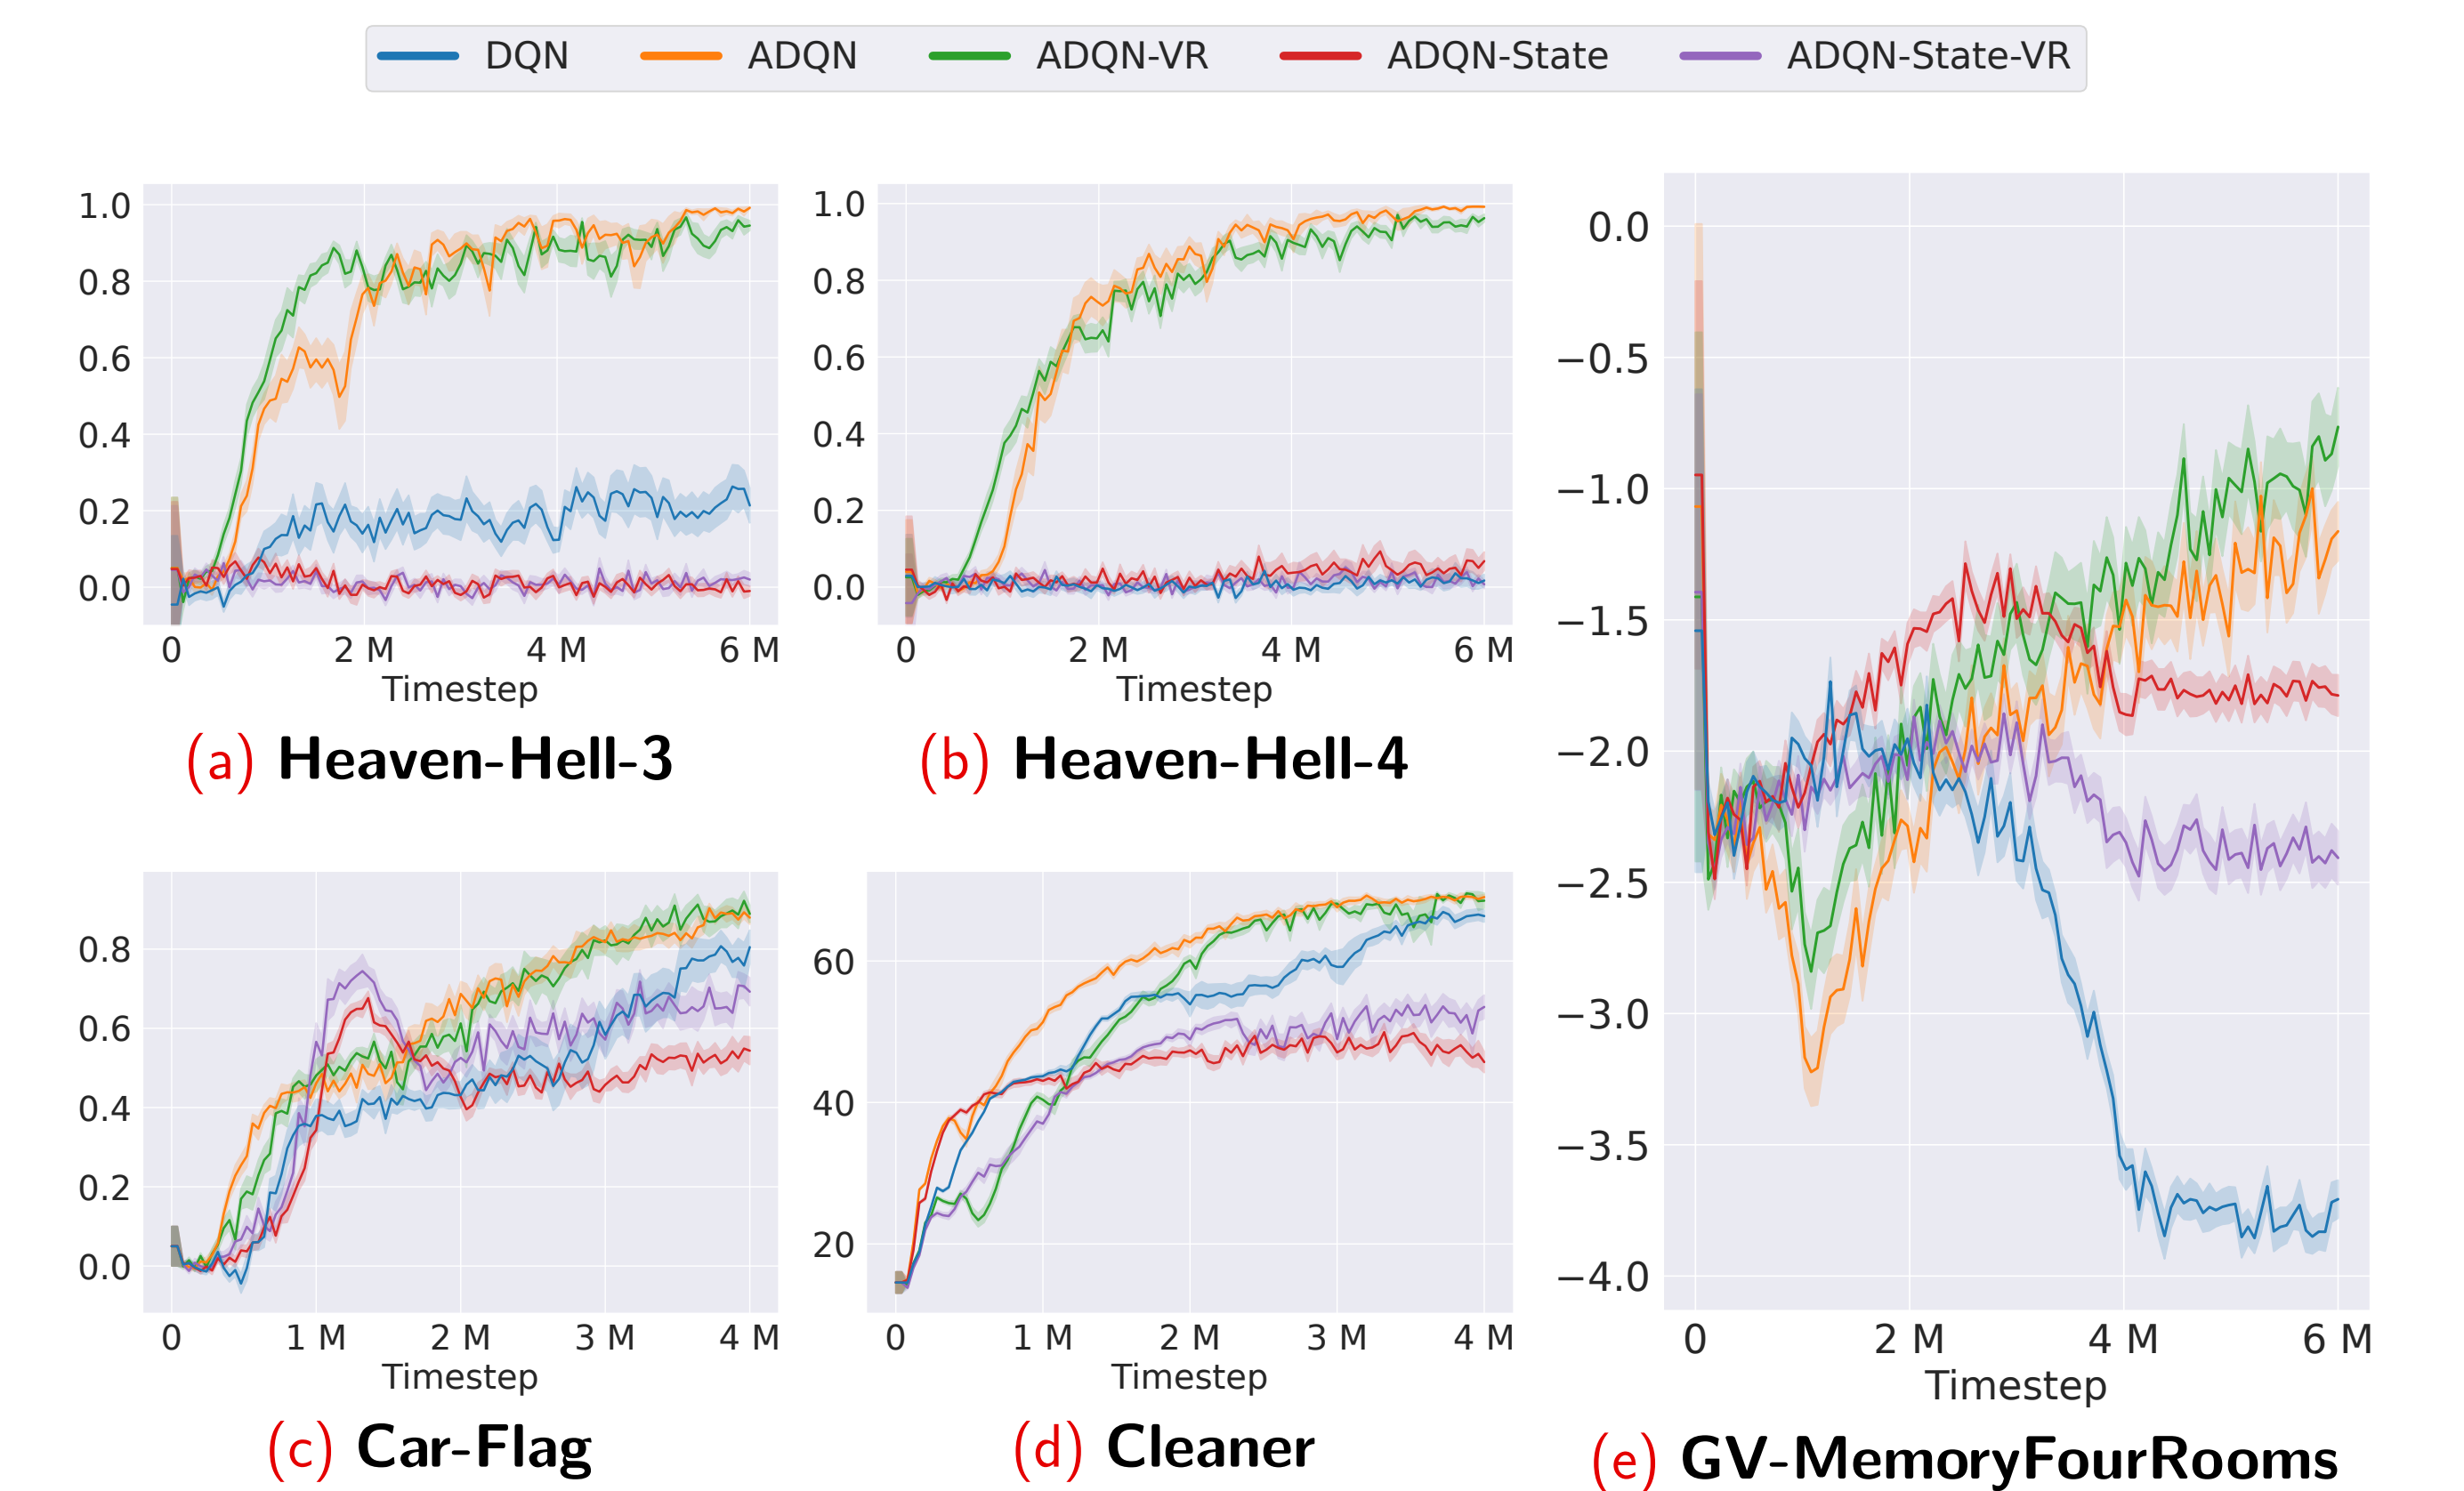 DQN ADQN ADQN-VR ADQN-State ADQN-State-VR
1.0
0.8
0.6
0.4
0.2
0.0
0 2 M 4 M 6 M
Timestep
(a) Heaven-Hell-3
1.0
0.8
0.6
0.4
0.2
0.0
0 2 M 4 M 6 M
Timestep
(b) Heaven-Hell-4
0.8
0.6
0.4
0.2
0.0
0 1 M 2 M 3 M 4 M
Timestep
(c) Car-Flag
60
40
20
0 1 M 2 M 3 M 4 M
Timestep
(d) Cleaner
0.0
−0.5
−1.0
−1.5
−2.0
−2.5
−3.0
−3.5
−4.0
0 2 M 4 M 6 M
Timestep
(e) GV-MemoryFourRooms